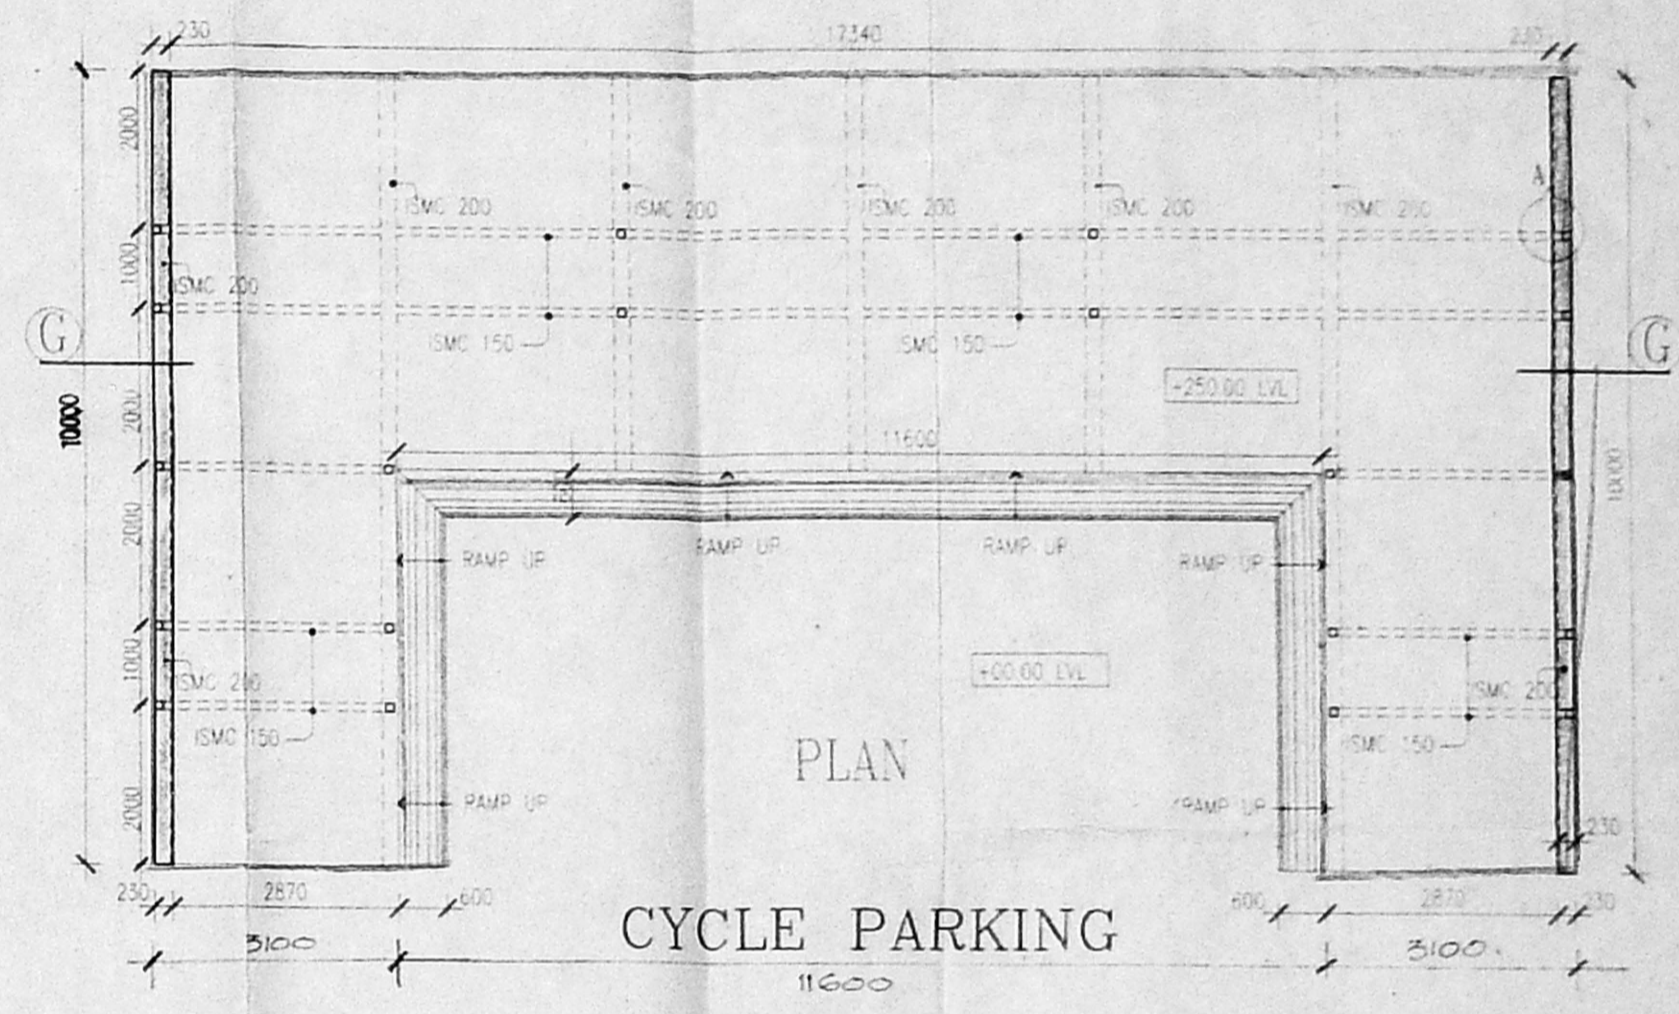 230 17340 230
2000
A
ISMC 200 ISMC 200 ISMC 200 ISMC 200 ISMC 200
1000
ISMC 200
G G
ISMC 150 ISMC 150
+250.00 LVL
10000
2000
11600
2000
RAMP UP RAMP UP RAMP UP RAMP UP
1000
ISMC 200
+00.00 LVL
ISMC 200
ISMC 150 ISMC 150
PLAN
2000
RAMP UP RAMP UP
230
230 2870 600 600 2870 230
CYCLE PARKING
3100 3100
11600